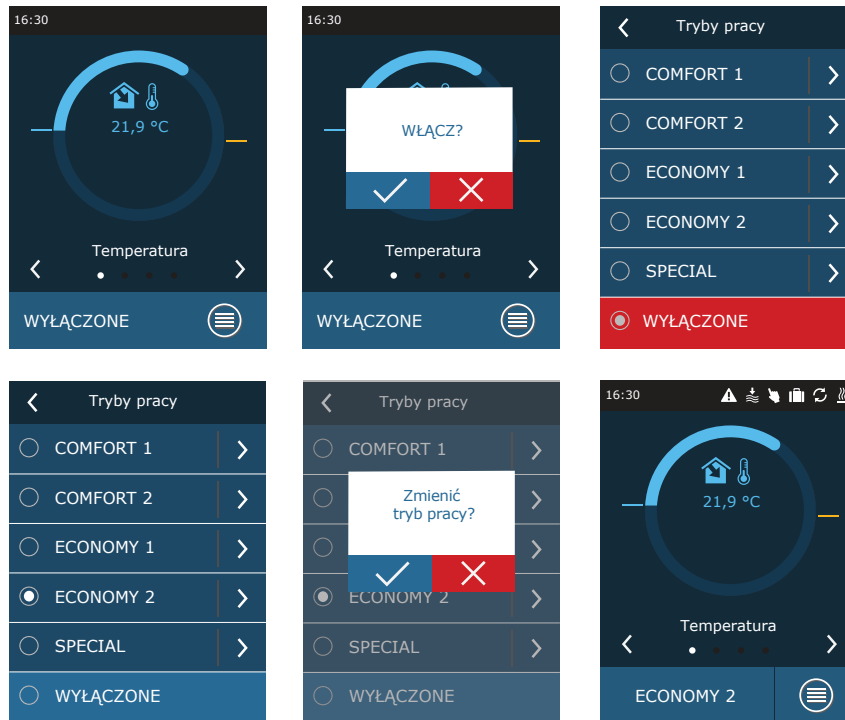 16:30
21,9 °C
Temperatura
WYŁĄCZONE
16:30
WŁĄCZ?
Temperatura
WYŁĄCZONE
Tryby pracy
COMFORT 1
COMFORT 2
ECONOMY 1
ECONOMY 2
SPECIAL
WYŁĄCZONE
Tryby pracy
COMFORT 1
COMFORT 2
ECONOMY 1
ECONOMY 2
SPECIAL
WYŁĄCZONE
Tryby pracy
COMFORT 1
Zmienić
tryb pracy?
ECONOMY 2
SPECIAL
WYŁĄCZONE
16:30
21,9 °C
Temperatura
ECONOMY 2